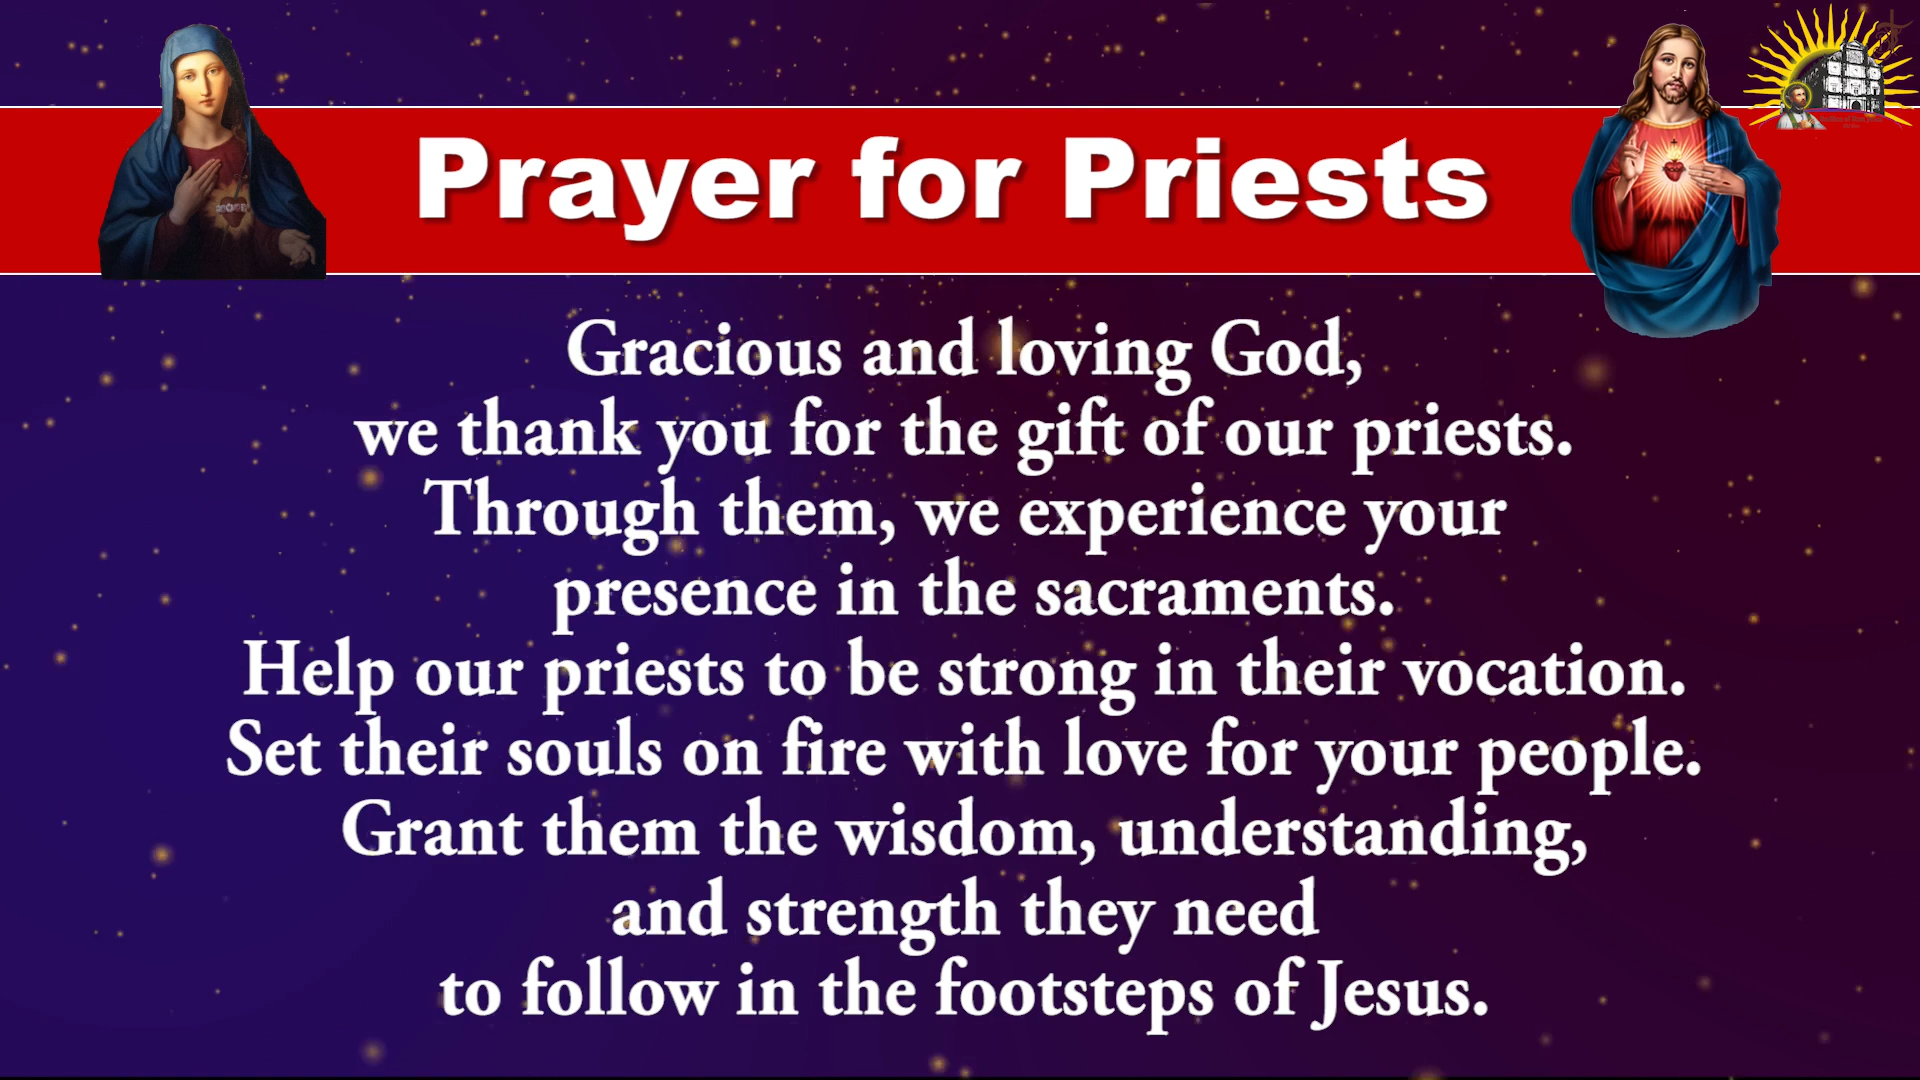 Prayer for Priests
Gracious and loving God,
we thank you for the gift of our priests.
Through them, we experience your
presence in the sacraments.
Help our priests to be strong in their vocation.
Set their souls on fire with love for your people.
Grant them the wisdom, understanding,
and strength they need
to follow in the footsteps of Jesus.